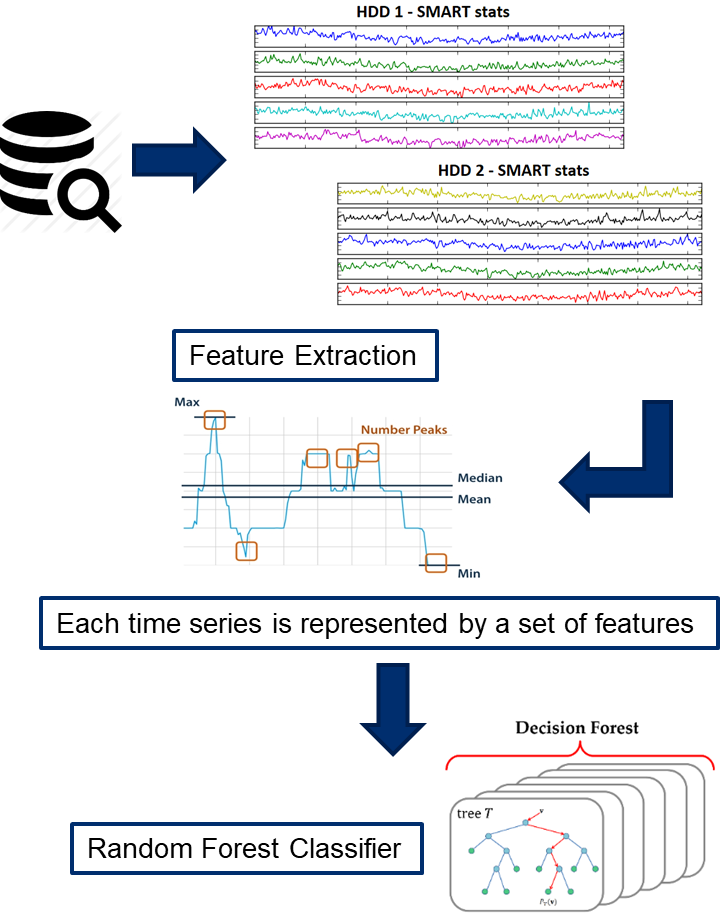 HDD 1 - SMART stats
HDD 2 - SMART stats
Feature Extraction
Max
Number Peaks
Median
Mean
Min
Each time series is represented by a set of features
Decision Forest
tree T
v
Random Forest Classifier
P_T(v)